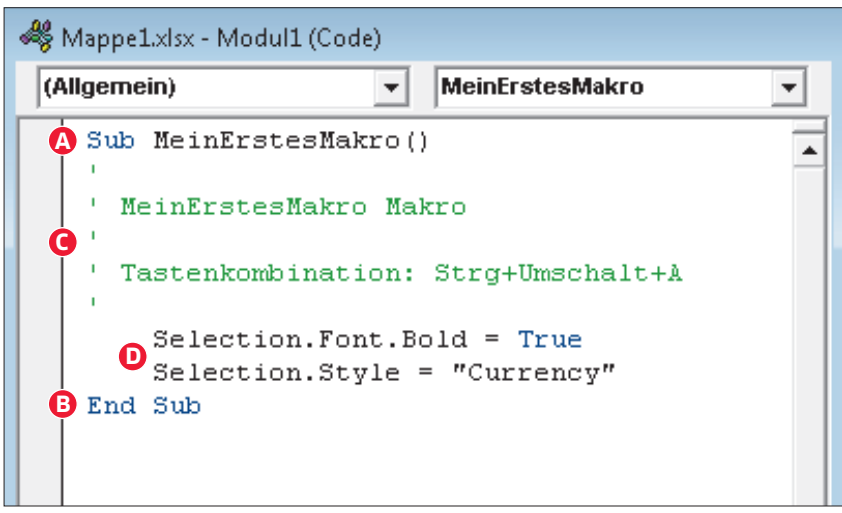 Mappe1.xlsx - Modul1 (Code)
(Allgemein) MeinErstesMakro
A Sub MeinErstesMakro()
'
' MeinErstesMakro Makro
C '
' Tastenkombination: Strg+Umschalt+A
'
Selection.Font.Bold = True
D
Selection.Style = "Currency"
B End Sub